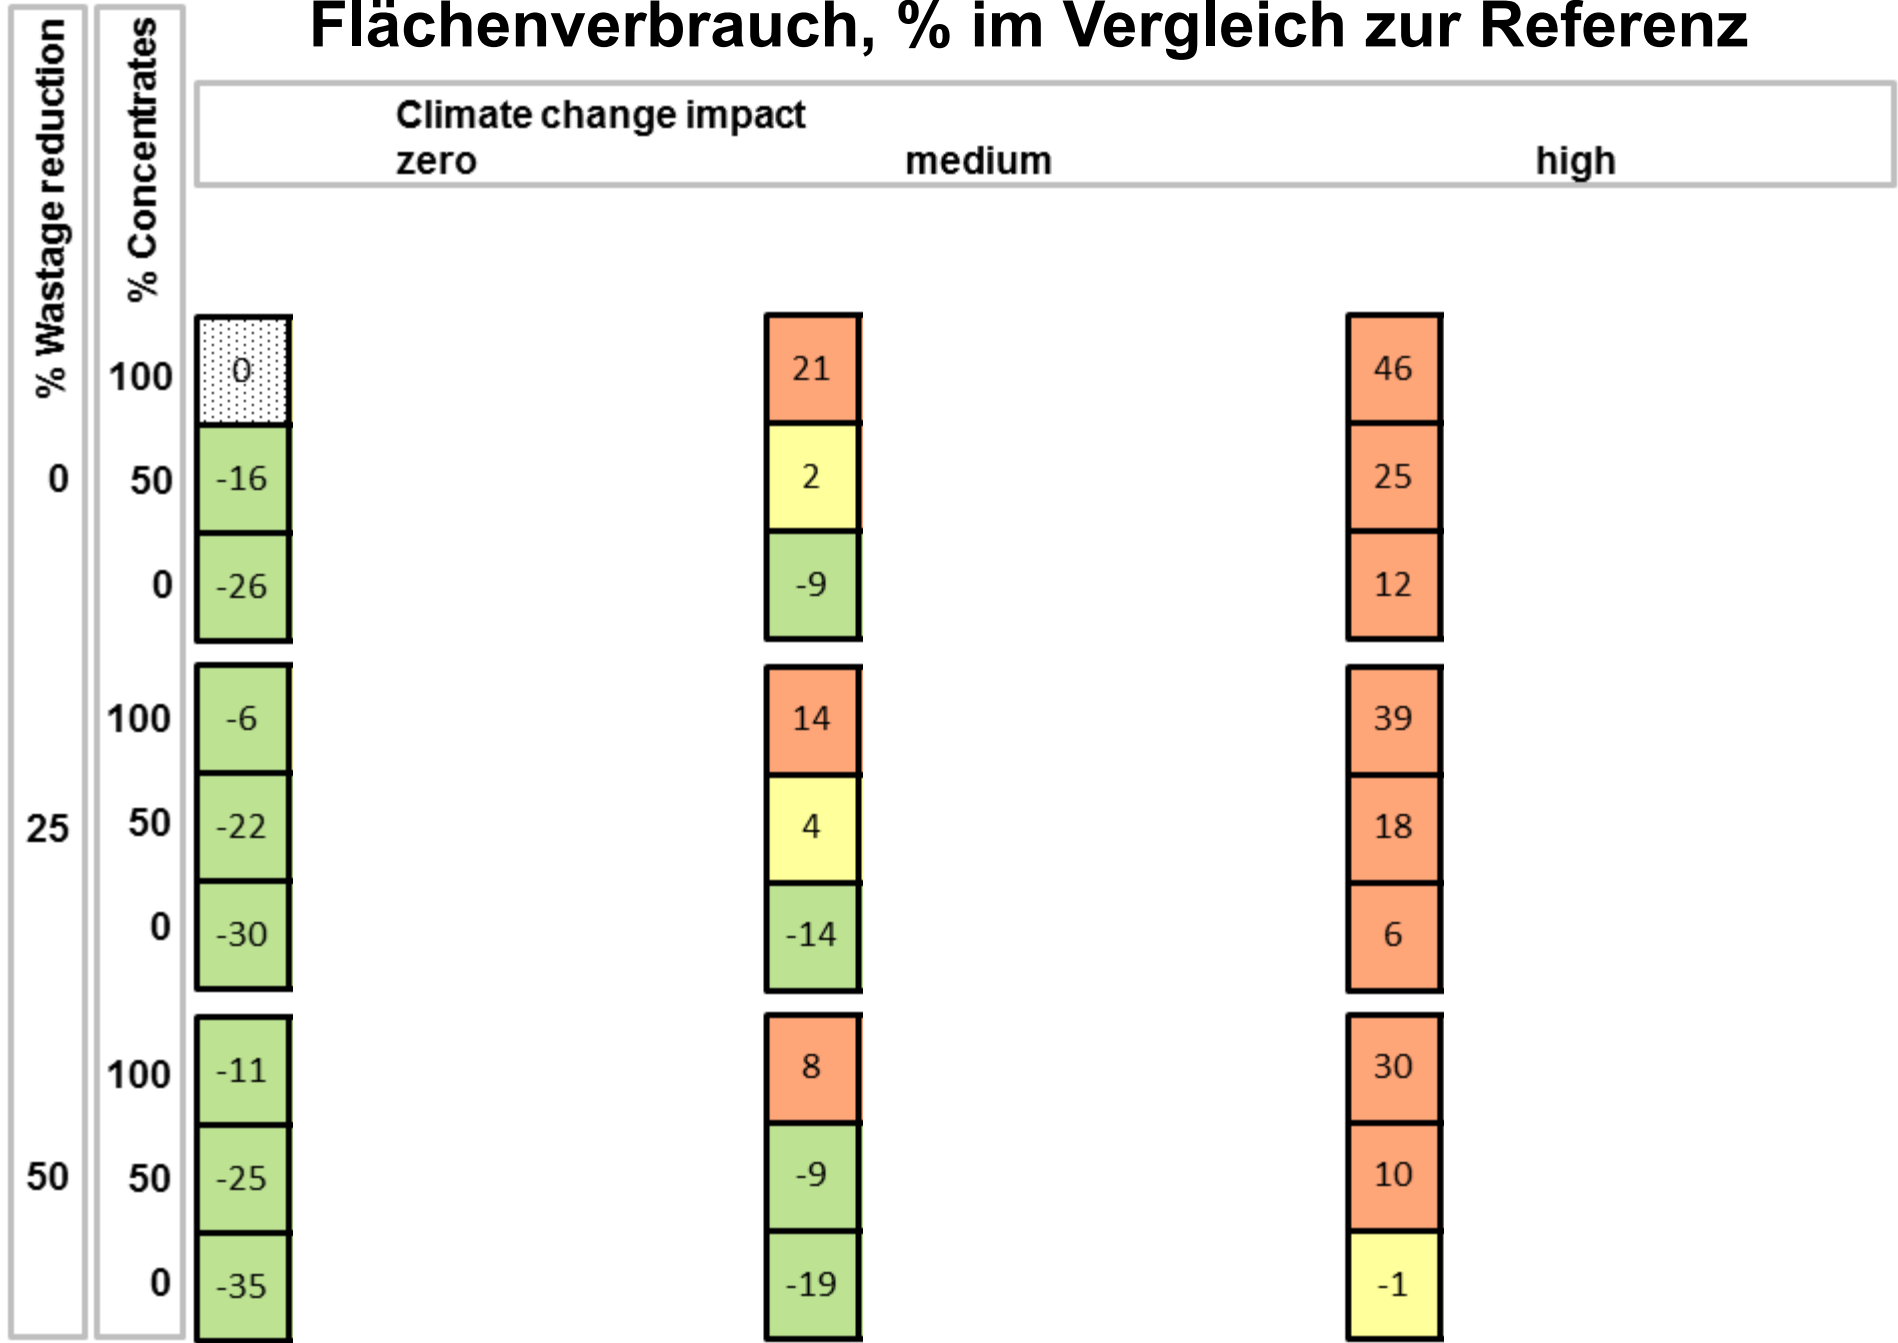 Flächenverbrauch, % im Vergleich zur Referenz
% Wastage reduction
% Concentrates
Climate change impact
zero medium high
100 0 21 46
0 50 -16 2 25
0 -26 -9 12
100 -6 14 39
25 50 -22 4 18
0 -30 -14 6
100 -11 8 30
50 50 -25 -9 10
0 -35 -19 -1